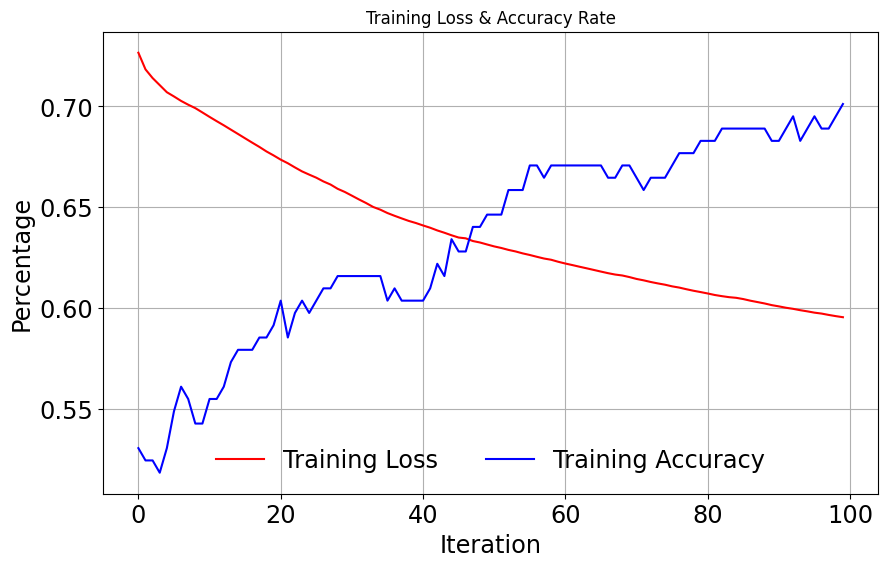 Training Loss & Accuracy Rate
Percentage
0.70
0.65
0.60
0.55
Training Loss
Training Accuracy
0 20 40 60 80 100
Iteration